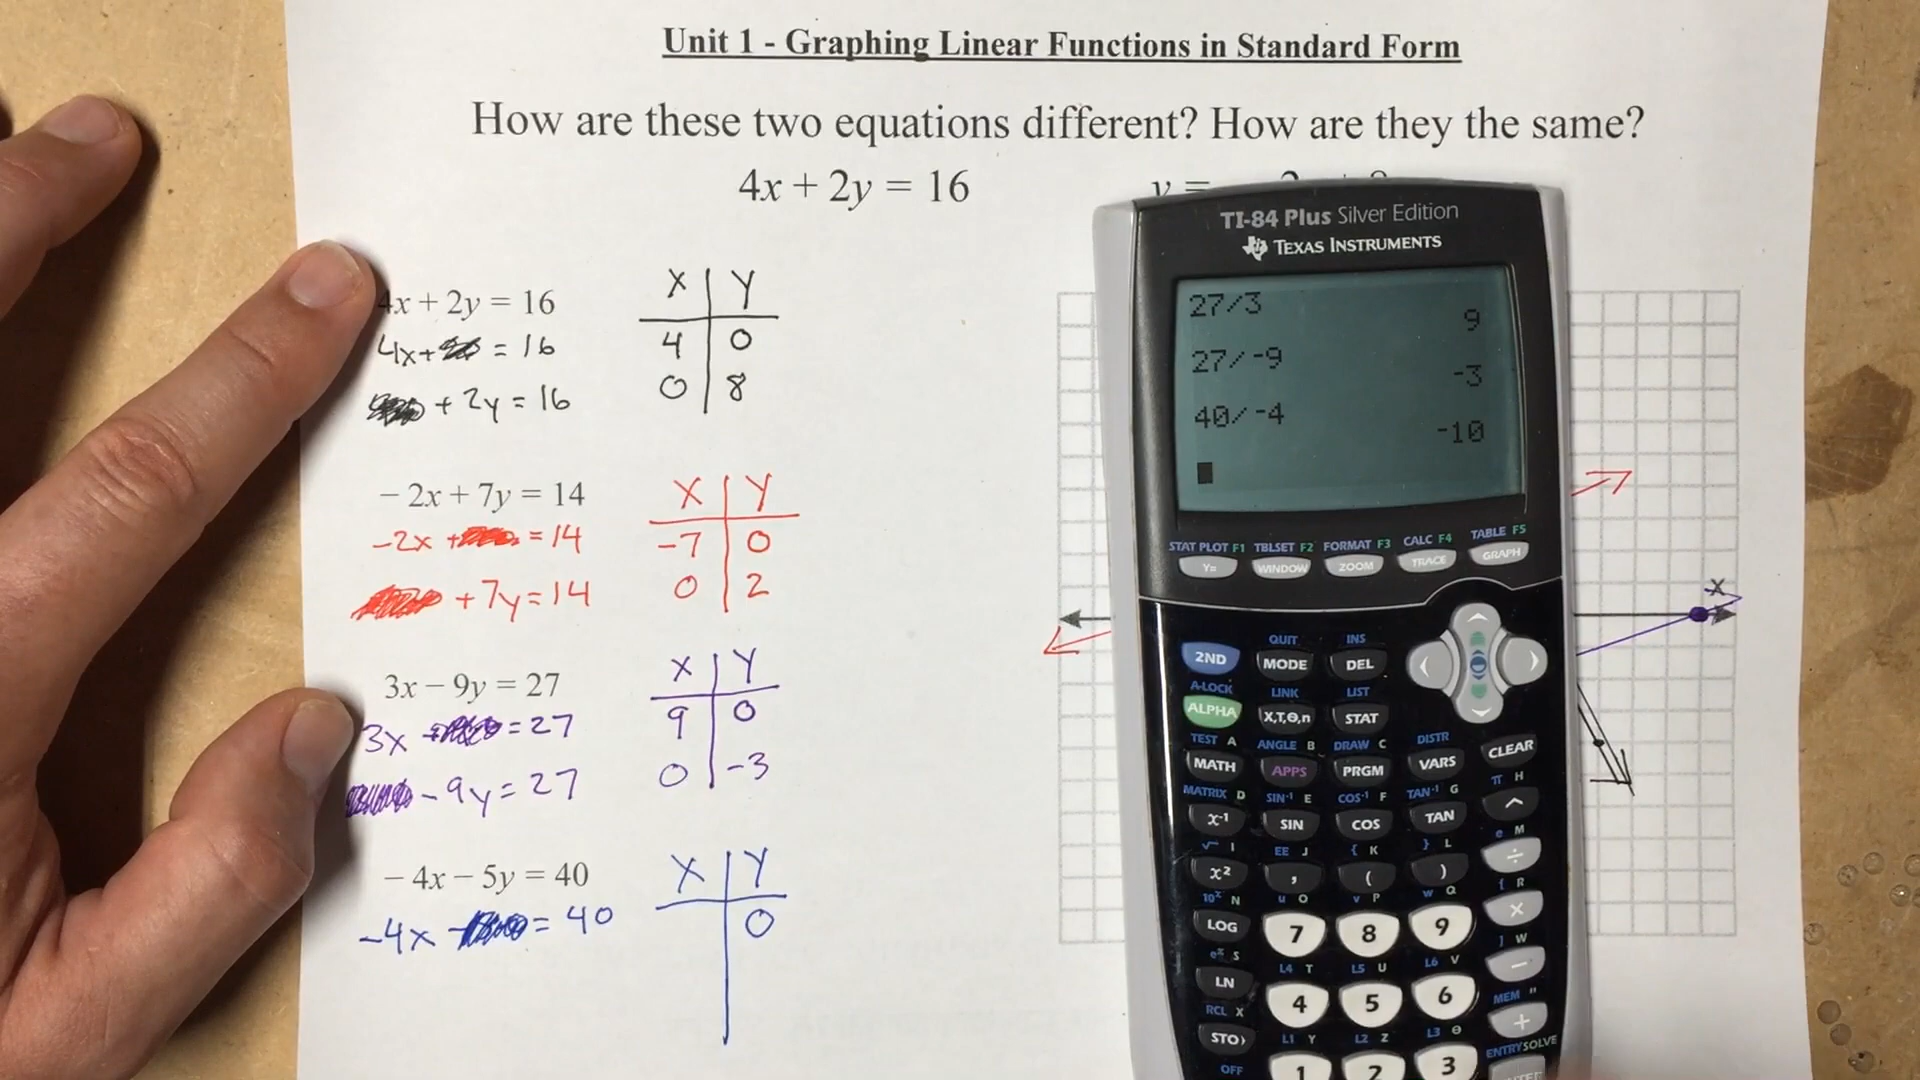 Unit 1 - Graphing Linear Functions in Standard Form
How are these two equations different? How are they the same?
4x + 2y = 16
y =
4x + 2y = 16
4x+ = 16
+ 2y = 16
X Y
4 0
0 8
− 2x + 7y = 14
-2x + = 14
+ 7y = 14
X Y
-7 0
0 2
3x − 9y = 27
3x = 27
- 9y = 27
X Y
9 0
0 -3
− 4x − 5y = 40
-4x - = 40
X Y
0
X
TI-84 Plus Silver Edition
TEXAS INSTRUMENTS
27/3
9
27/-9
-3
40/-4
-10
STAT PLOT F1 TBLSET F2 FORMAT F3 CALC F4 TABLE F5
Y= WINDOW ZOOM TRACE GRAPH
QUIT INS
2ND MODE DEL
A-LOCK LINK LIST
ALPHA X,T,Θ,n STAT
TEST A ANGLE B DRAW C DISTR
MATH APPS PRGM VARS CLEAR
MATRIX D SIN-1 E COS-1 F TAN-1 G π H
x-1 SIN COS TAN ^
√ I EE J { K } L e M
x² , ( ) ÷
10x N u O v P w Q [ R
LOG 7 8 9 ×
ex S L4 T L5 U L6 V ] W
LN 4 5 6 −
RCL X L1 Y L2 Z L3 Θ MEM "
STO› 1 2 3 +
OFF ENTRY SOLVE